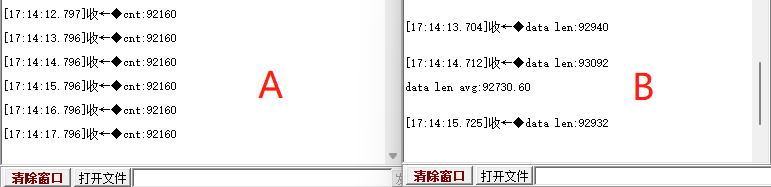 [17:14:12.797]收←◆cnt:92160
[17:14:13.796]收←◆cnt:92160
[17:14:14.796]收←◆cnt:92160
[17:14:15.796]收←◆cnt:92160
[17:14:16.796]收←◆cnt:92160
[17:14:17.796]收←◆cnt:92160
A
清除窗口
打开文件
[17:14:13.704]收←◆data len:92940
[17:14:14.712]收←◆data len:93092
data len avg:92730.60
[17:14:15.725]收←◆data len:92932
B
清除窗口
打开文件